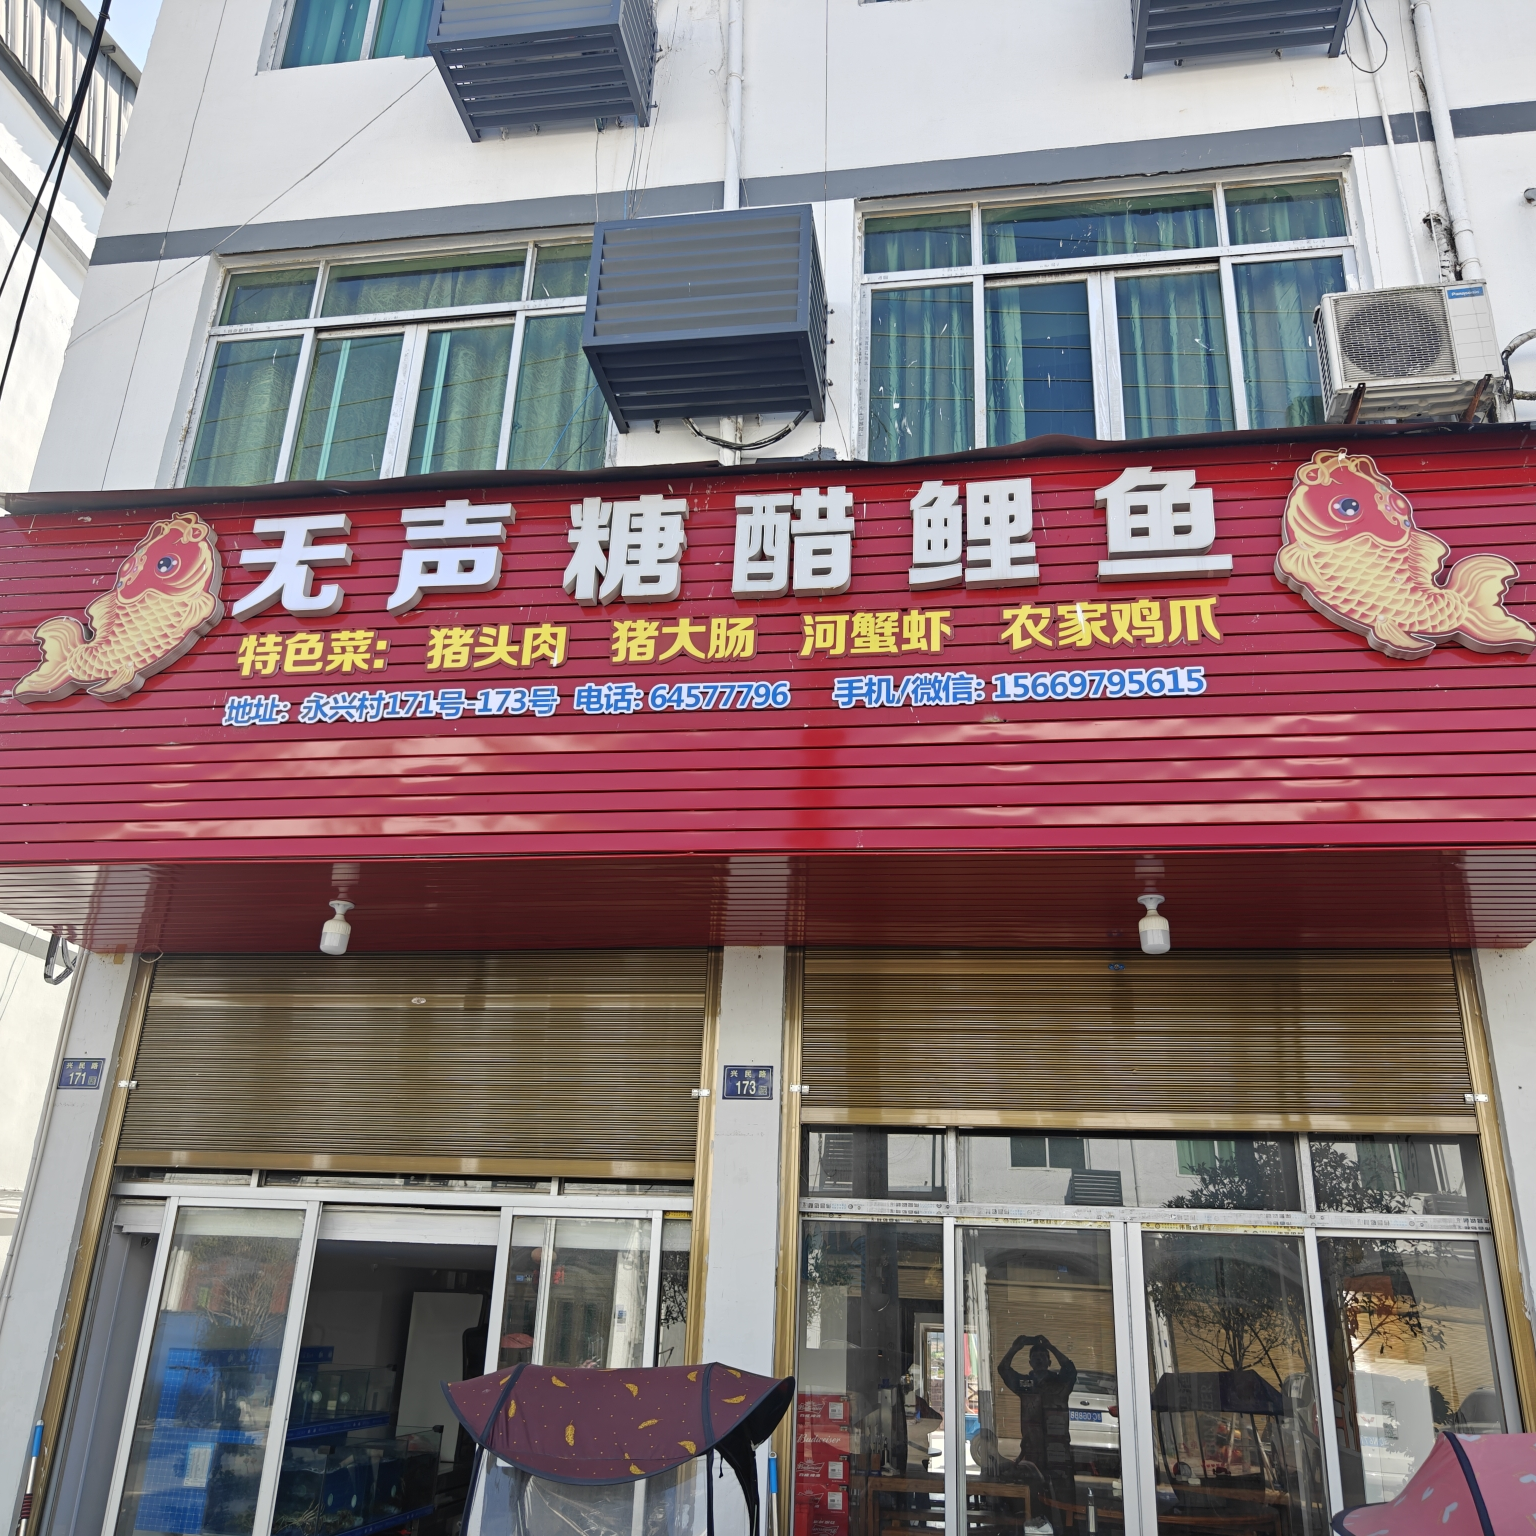 Panasonic
无声糖醋鲤鱼
特色菜: 猪头肉 猪大肠 河蟹虾 农家鸡爪
地址: 永兴村171号-173号 电话: 64577796 手机/微信: 15669795615
兴民路
171
兴民路
173
Budweiser